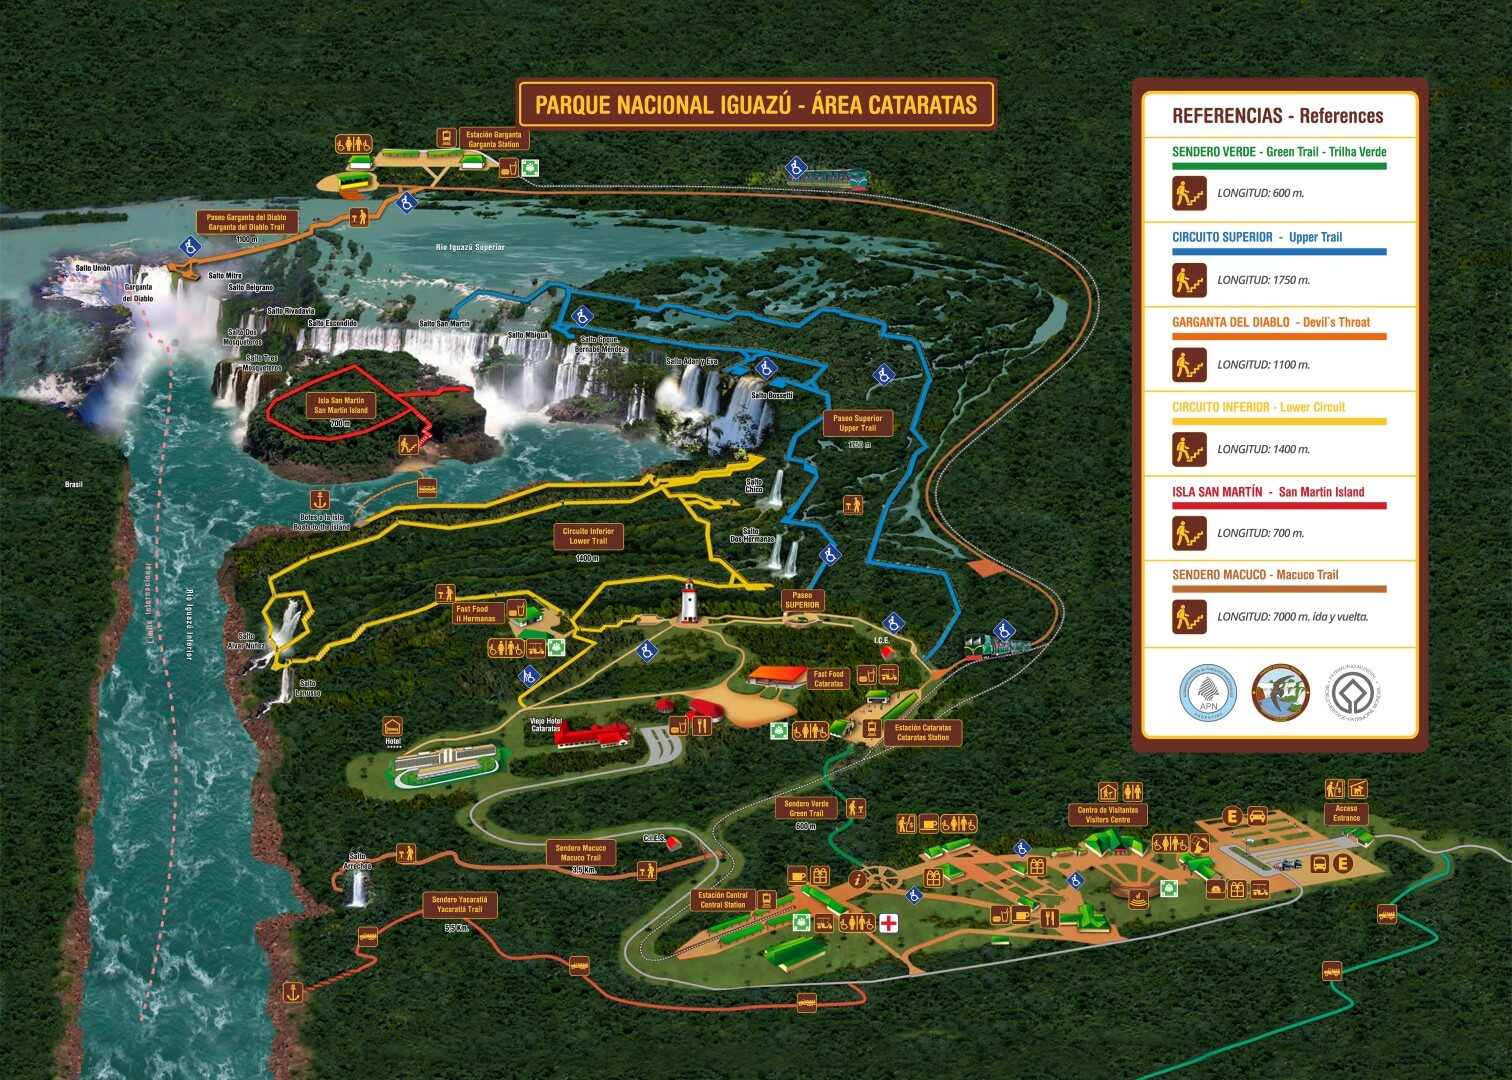 PARQUE NACIONAL IGUAZÚ - ÁREA CATARATAS
Estación Garganta
Garganta Station
Paseo Garganta del Diablo
Garganta del Diablo Trail
1100 m
Río Iguazú Superior
Salto Unión
Garganta
del Diablo
Salto Mitre
Salto Belgrano
Salto Rivadavia
Salto Escondido
Salto Dos
Mosqueteros
Salto Tres
Mosqueteros
Salto San Martín
Salto Mbiguá
Salto Gpque.
Bernabé Méndez
Salto Adán y Eva
Salto Bossetti
Isla San Martín
San Martín Island
700 m
Paseo Superior
Upper Trail
1750 m
Brasil
Botes a la isla
Boats to the Island
Salto
Chico
Salto
Dos Hermanas
Circuito Inferior
Lower Trail
1400 m
Límite Internacional
Río Iguazú Inferior
Fast Food
II Hermanas
Paseo
SUPERIOR
Salto
Alvar Núñez
Salto
Lanusse
I.C.E.
Fast Food
Cataratas
Hotel
Viejo Hotel
Cataratas
Estación Cataratas
Cataratas Station
Sendero Verde
Green Trail
600 m
C.I.E.S.
Salto
Arrechea
Sendero Macuco
Macuco Trail
3,5 Km.
Sendero Yacaratiá
Yacaratiá Trail
5,5 Km.
Estación Central
Central Station
Centro de Visitantes
Visitors Centre
Acceso
Entrance
E
E
i
REFERENCIAS - References
SENDERO VERDE - Green Trail - Trilha Verde
LONGITUD: 600 m.
CIRCUITO SUPERIOR - Upper Trail
LONGITUD: 1750 m.
GARGANTA DEL DIABLO - Devil`s Throat
LONGITUD: 1100 m.
CIRCUITO INFERIOR - Lower Circuit
LONGITUD: 1400 m.
ISLA SAN MARTÍN - San Martin Island
LONGITUD: 700 m.
SENDERO MACUCO - Macuco Trail
LONGITUD: 7000 m. ida y vuelta.
APN
ARGENTINA